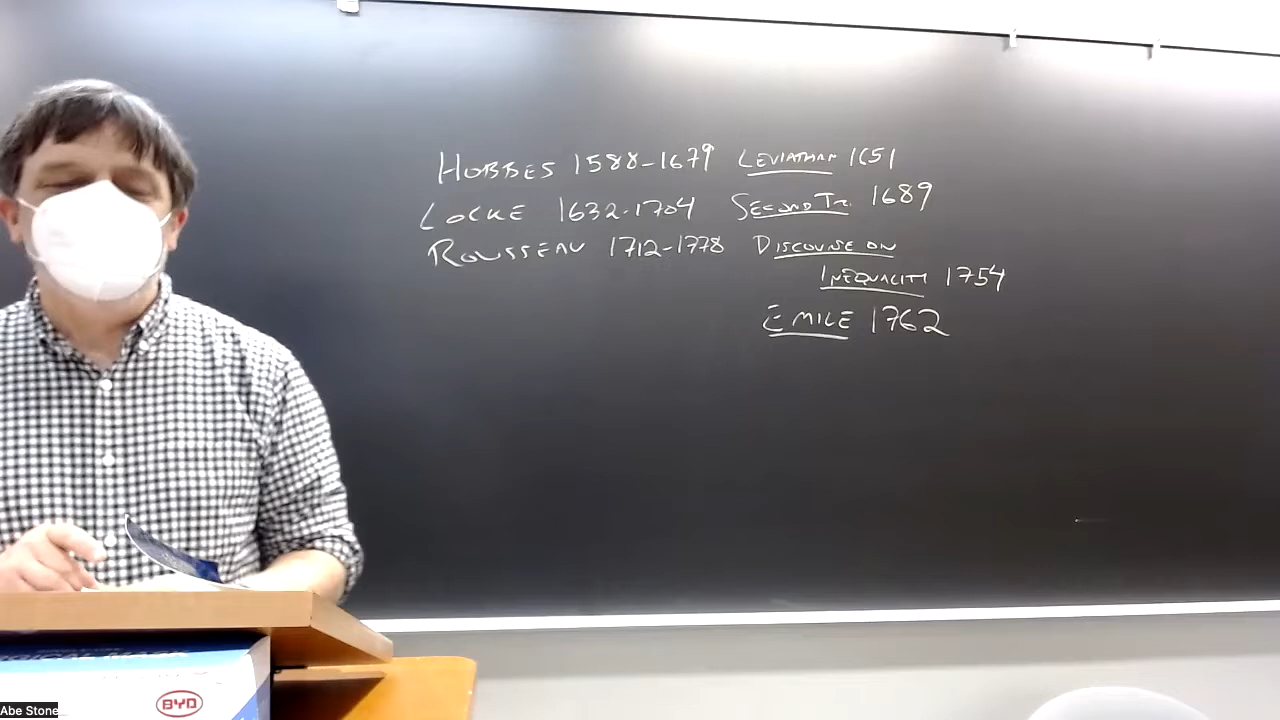 HOBBES 1588-1679 LEVIATHAN 1651
LOCKE 1632-1704 SECOND TR. 1689
ROUSSEAU 1712-1778 DISCOURSE ON
INEQUALITY 1754
EMILE 1762
BYD
Abe Stone